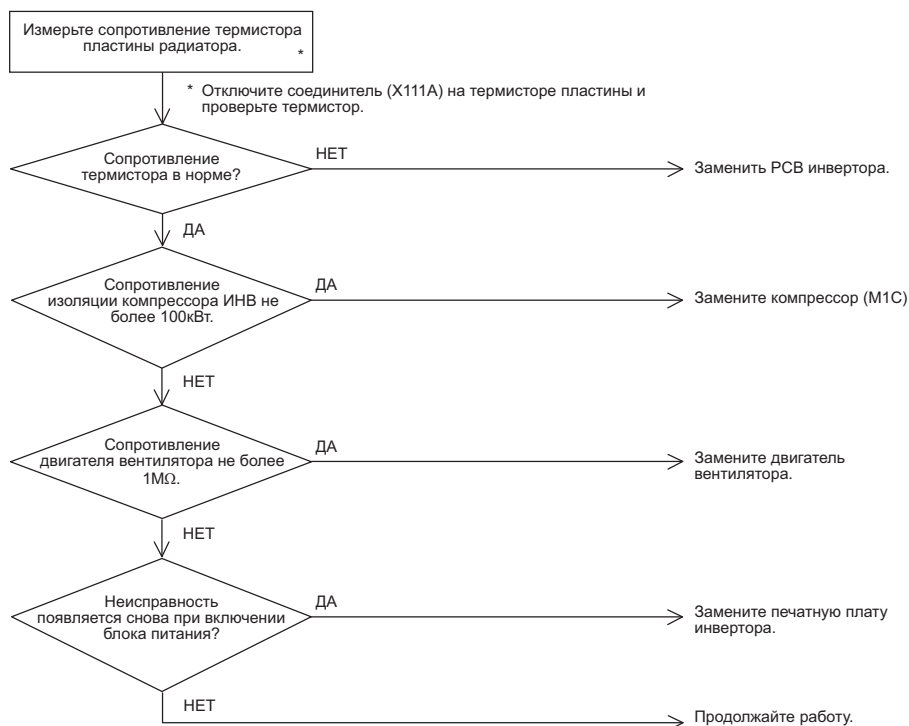 Измерьте сопротивление термистора
пластины радиатора.
*
* Отключите соединитель (X111A) на термисторе пластины и
проверьте термистор.
Сопротивление
термистора в норме?
НЕТ
Заменить PCB инвертора.
ДА
Сопротивление
изоляции компрессора ИНВ не
более 100кВт.
ДА
Замените компрессор (M1C)
НЕТ
Сопротивление
двигателя вентилятора не более
1MΩ.
ДА
Замените двигатель
вентилятора.
НЕТ
Неисправность
появляется снова при включении
блока питания?
ДА
Замените печатную плату
инвертора.
НЕТ
Продолжайте работу.